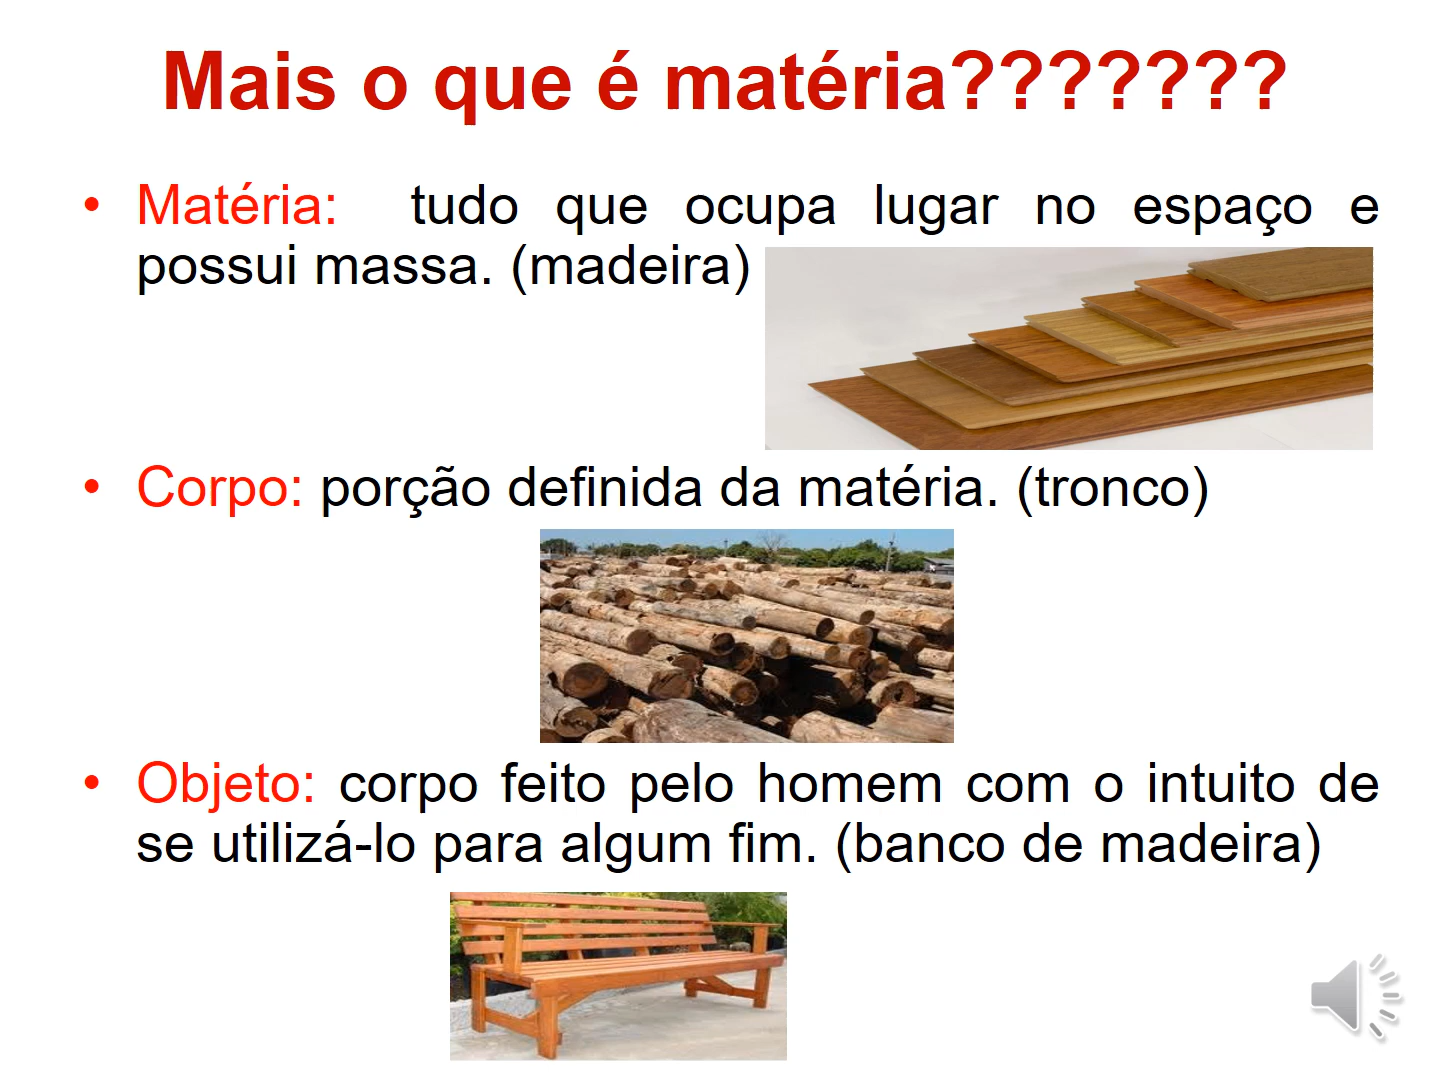 Mais o que é matéria???????
• Matéria: tudo que ocupa lugar no espaço e
possui massa. (madeira)
• Corpo: porção definida da matéria. (tronco)
• Objeto: corpo feito pelo homem com o intuito de
se utilizá-lo para algum fim. (banco de madeira)